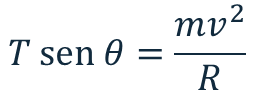 T sen θ = mv²/R